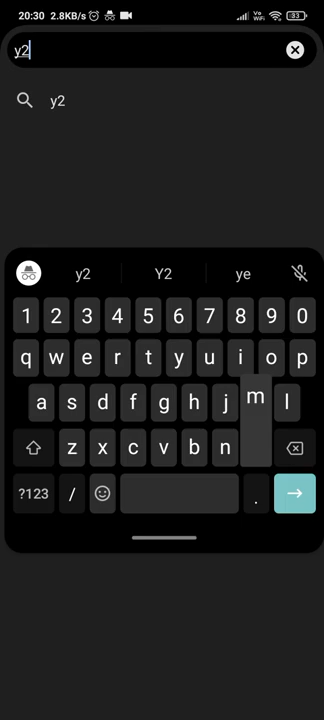 20:30 2.8KB/s Vo WiFi 83
y2
y2
y2 Y2 ye
1 2 3 4 5 6 7 8 9 0
q w e r t y u i o p
a s d f g h j m l
z x c v b n
?123 / .